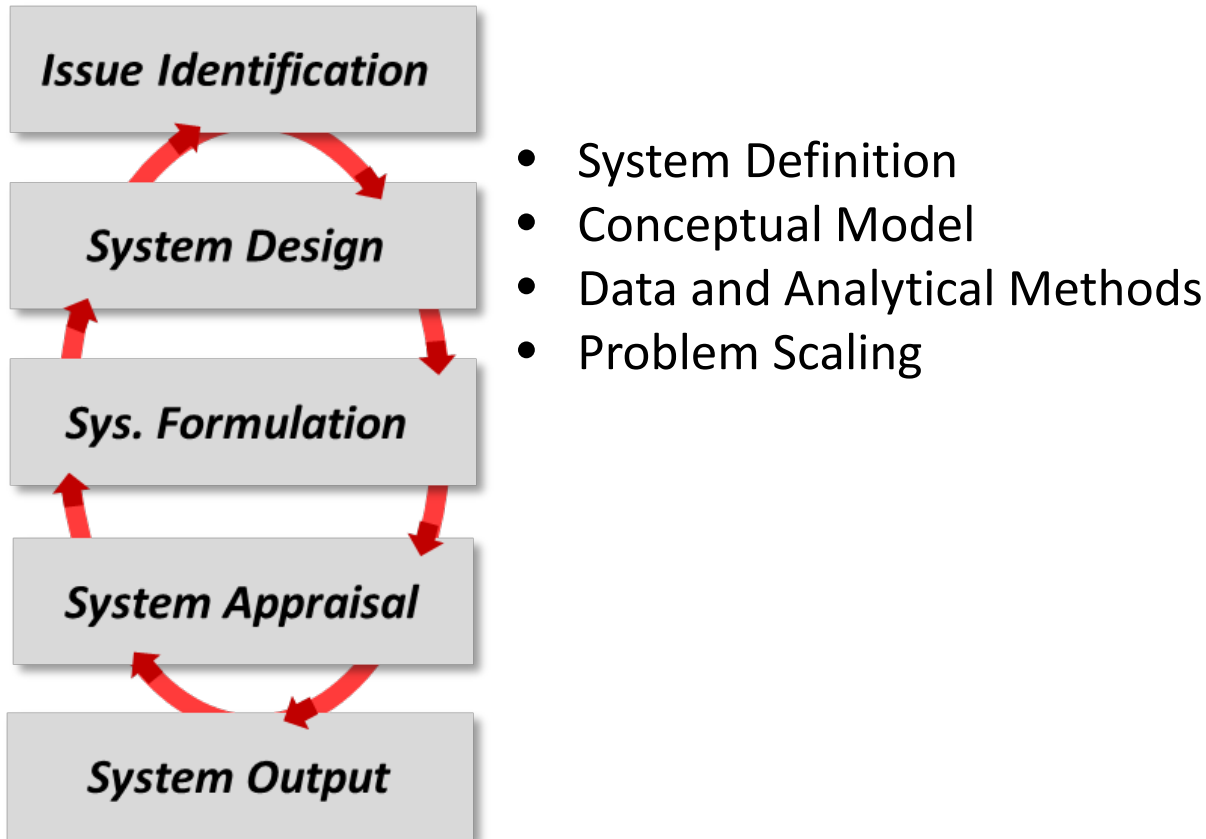 Issue Identification
System Design
Sys. Formulation
System Appraisal
System Output
• System Definition
• Conceptual Model
• Data and Analytical Methods
• Problem Scaling